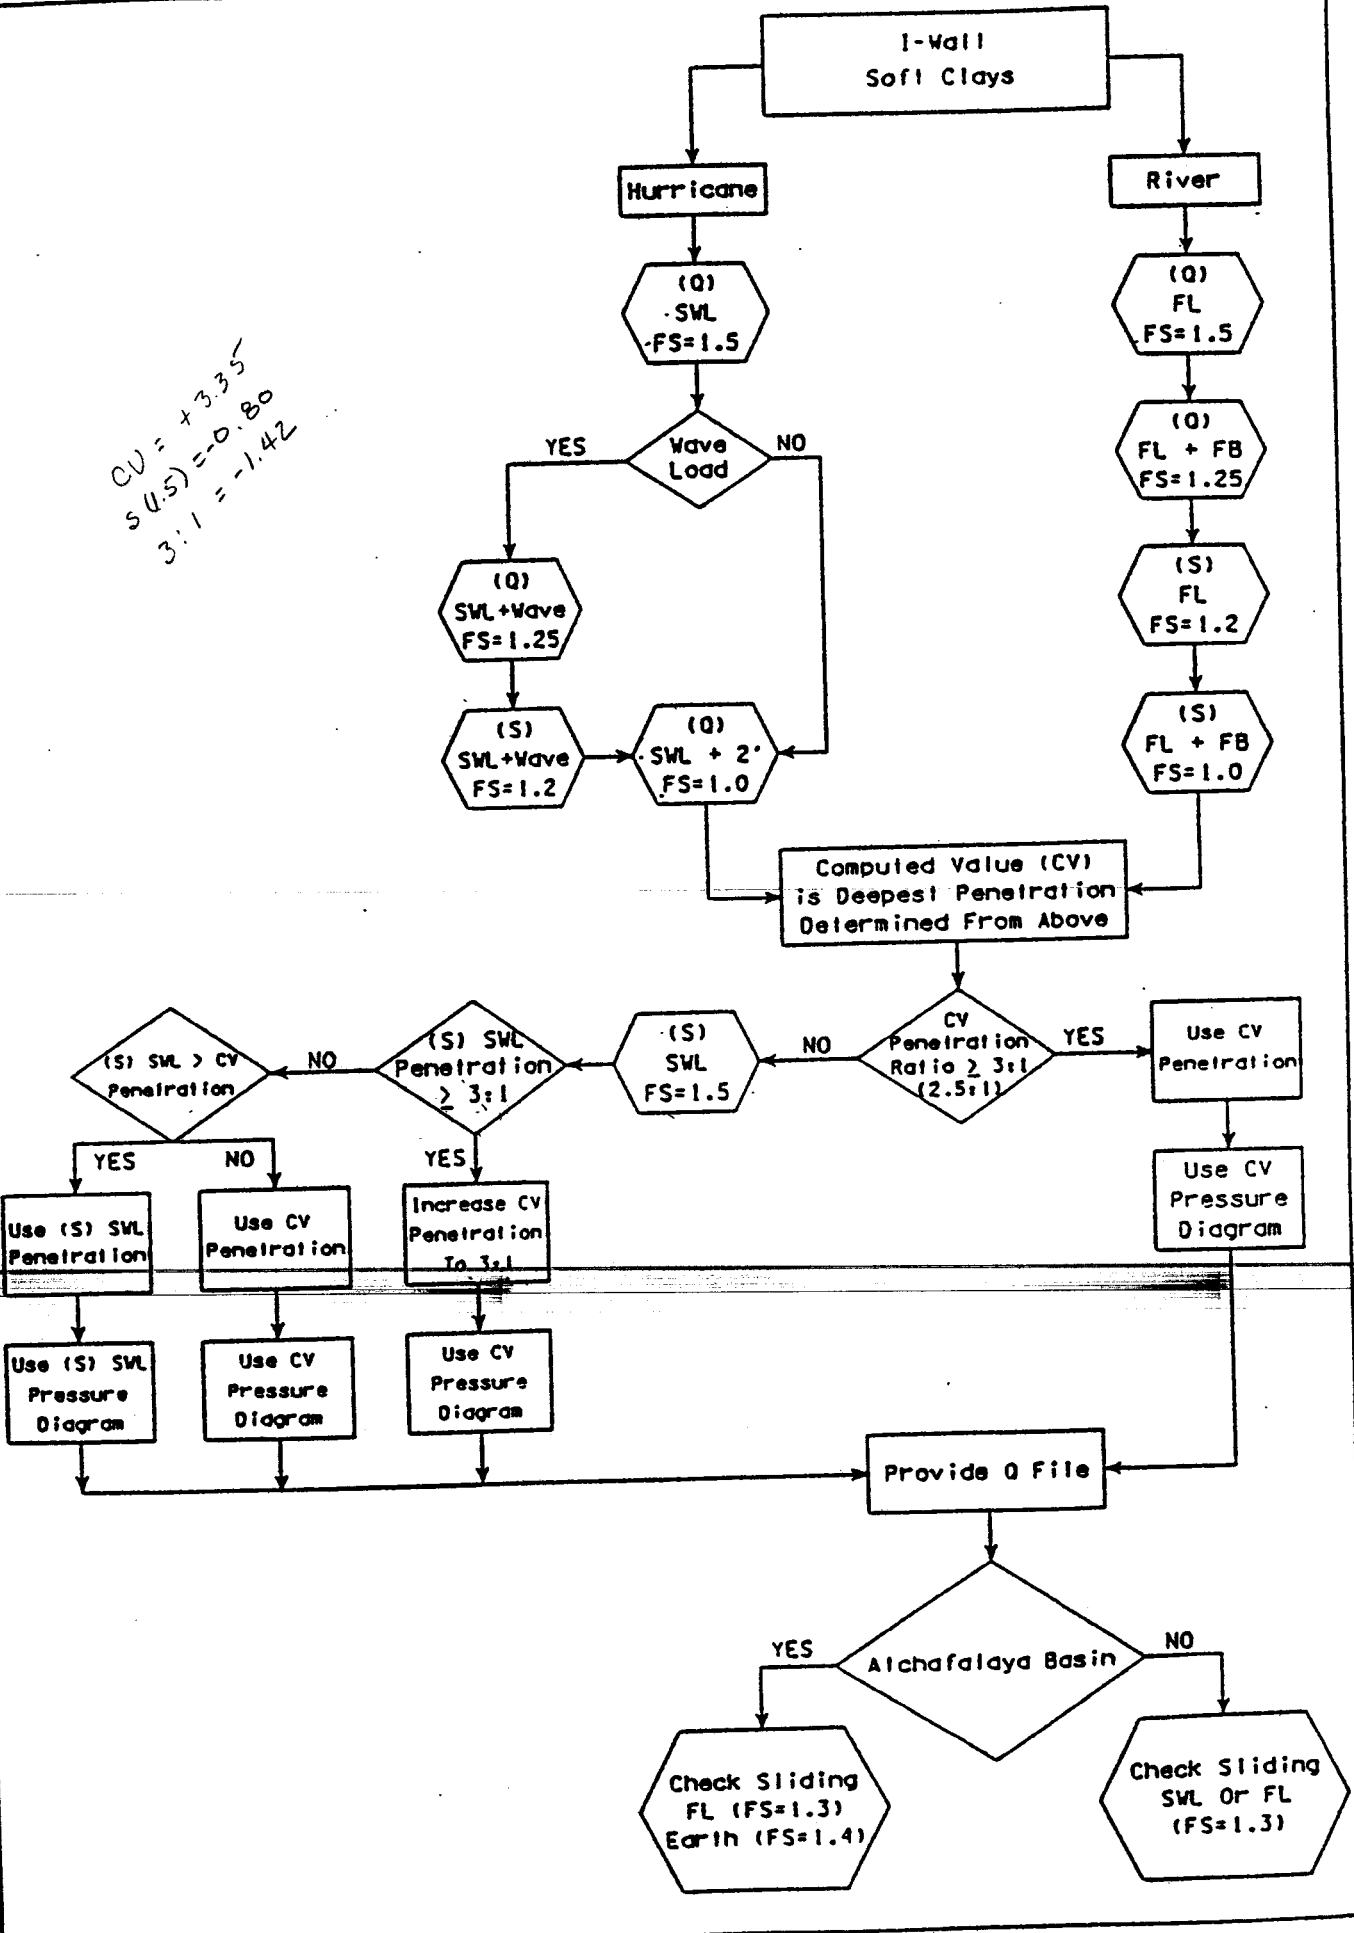 I-Wall
Soft Clays
Hurricane
River
(Q)
SWL
FS=1.5
(Q)
FL
FS=1.5
CV = +3.35
S(1.5) = -0.80
3:1 = -1.42
YES
Wave
Load
NO
(Q)
FL + FB
FS=1.25
(Q)
SWL+Wave
FS=1.25
(S)
FL
FS=1.2
(S)
SWL+Wave
FS=1.2
(Q)
SWL + 2'
FS=1.0
(S)
FL + FB
FS=1.0
Computed Value (CV)
is Deepest Penetration
Determined From Above
(S) SWL > CV
Penetration
NO
(S) SWL
Penetration
≥ 3:1
(S)
SWL
FS=1.5
NO
CV
Penetration
Ratio ≥ 3:1
(2.5:1)
YES
Use CV
Penetration
YES
NO
YES
Use (S) SWL
Penetration
Use CV
Penetration
Increase CV
Penetration
To 3:1
Use CV
Pressure
Diagram
Use (S) SWL
Pressure
Diagram
Use CV
Pressure
Diagram
Use CV
Pressure
Diagram
Provide Q File
YES
Atchafalaya Basin
NO
Check Sliding
FL (FS=1.3)
Earth (FS=1.4)
Check Sliding
SWL Or FL
(FS=1.3)